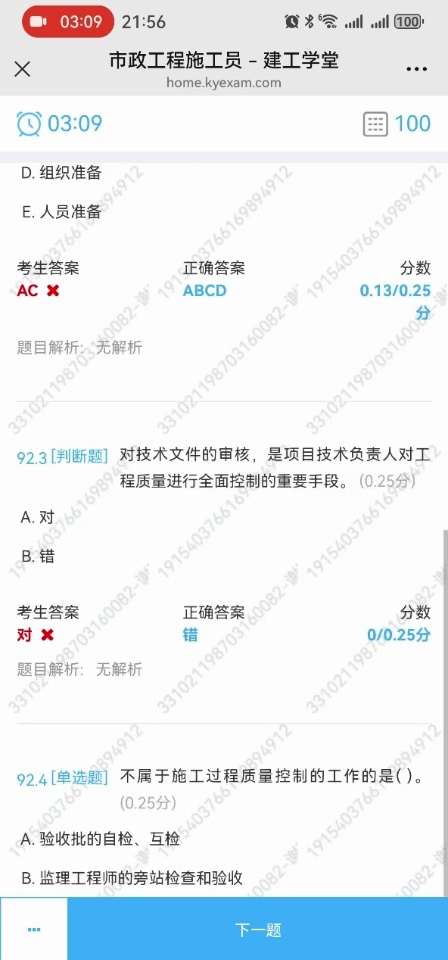 03:09 21:56 100
市政工程施工员 – 建工学堂
home.kyexam.com
03:09 100
D. 组织准备
E. 人员准备
考生答案 正确答案 分数
AC ABCD 0.13/0.25
分
题目解析: 无解析
92.3 [判断题] 对技术文件的审核，是项目技术负责人对工
程质量进行全面控制的重要手段。 (0.25分)
A. 对
B. 错
考生答案 正确答案 分数
对 错 0/0.25分
题目解析: 无解析
92.4 [单选题] 不属于施工过程质量控制的工作的是( )。
(0.25分)
A. 验收批的自检、互检
B. 监理工程师的旁站检查和验收
下一题